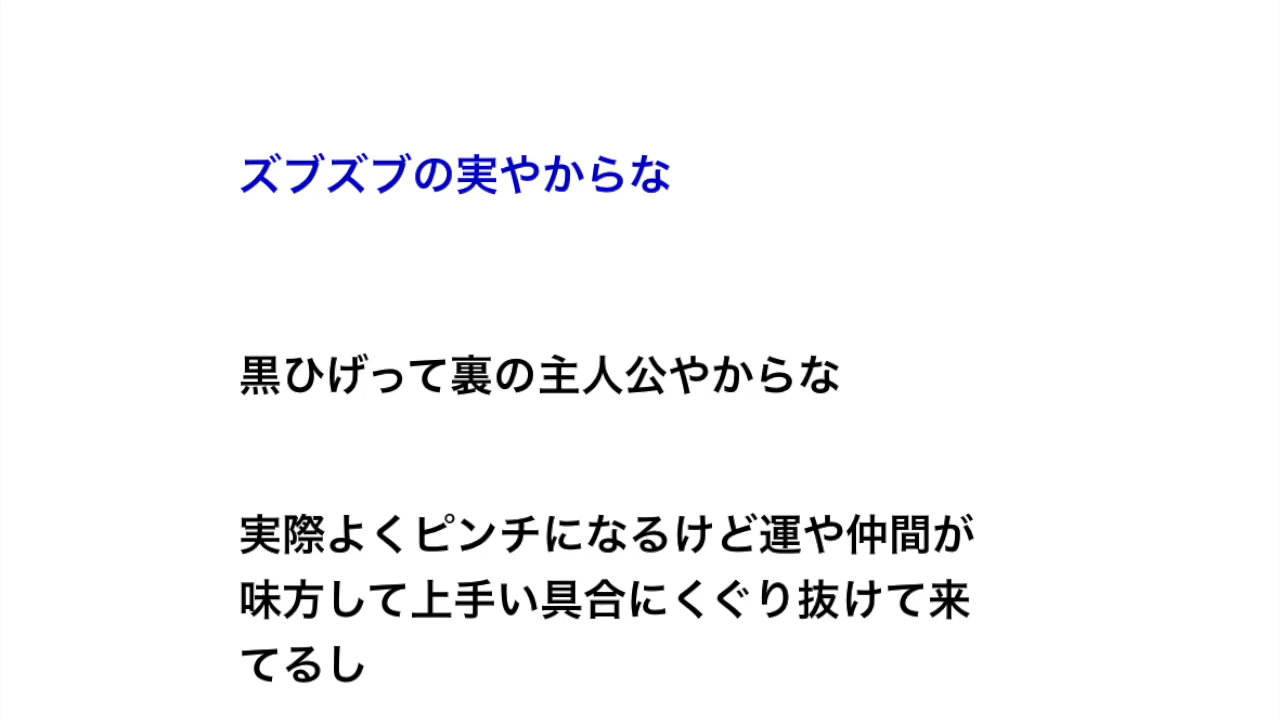 ズブズブの実やからな
黒ひげって裏の主人公やからな
実際よくピンチになるけど運や仲間が
味方して上手い具合にくぐり抜けて来
てるし